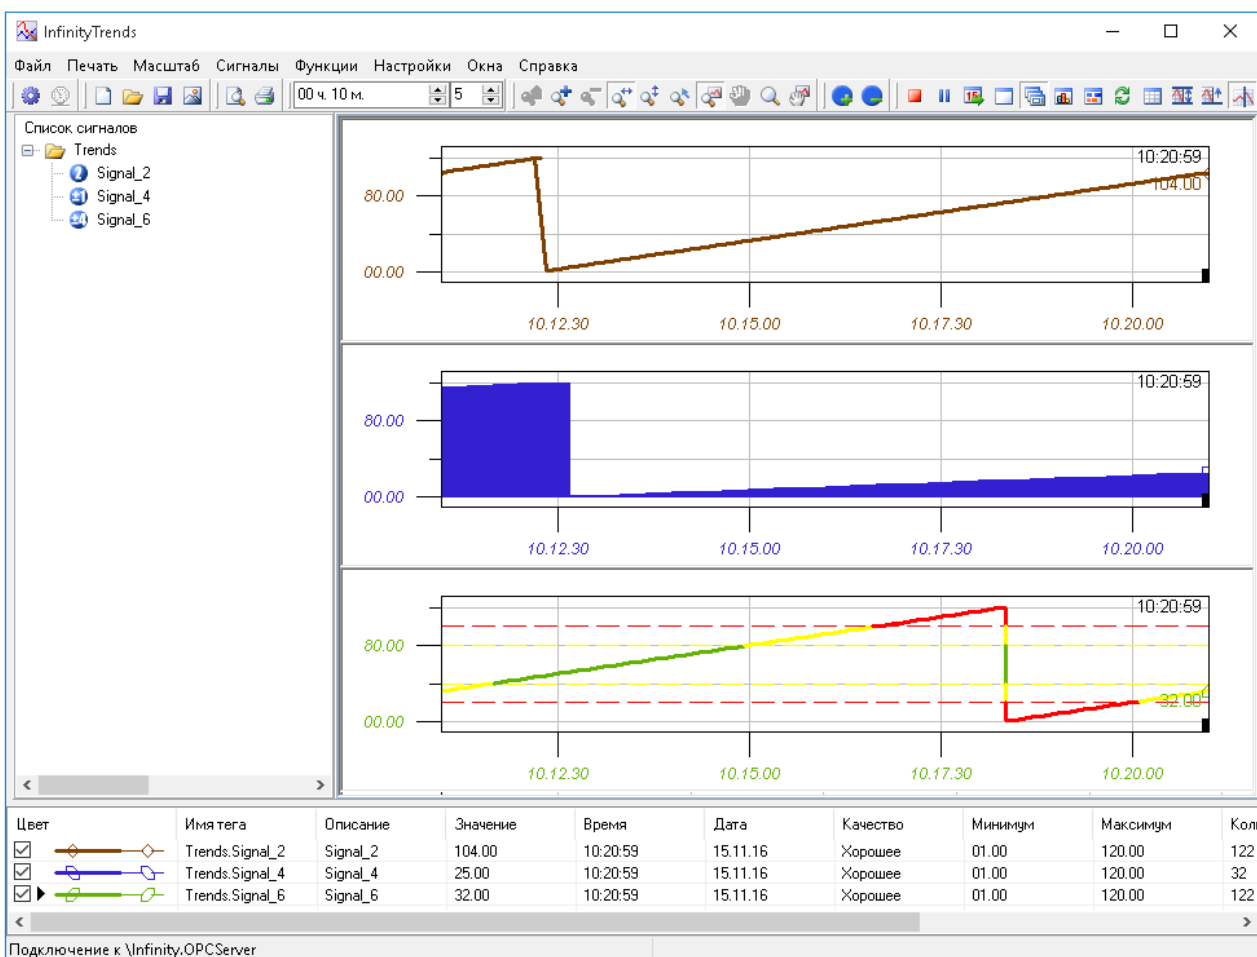 InfinityTrends
Файл Печать Масштаб Сигналы Функции Настройки Окна Справка
00 ч. 10 м. 5
Список сигналов
Trends
Signal_2
Signal_4
Signal_6
10:20:59
104.00
80.00
00.00
10.12.30 10.15.00 10.17.30 10.20.00
10:20:59
80.00
00.00
10.12.30 10.15.00 10.17.30 10.20.00
10:20:59
80.00
32.00
00.00
10.12.30 10.15.00 10.17.30 10.20.00
Цвет Имя тега Описание Значение Время Дата Качество Минимум Максимум Кол
Trends.Signal_2 Signal_2 104.00 10:20:59 15.11.16 Хорошее 01.00 120.00 122
Trends.Signal_4 Signal_4 25.00 10:20:59 15.11.16 Хорошее 01.00 120.00 32
Trends.Signal_6 Signal_6 32.00 10:20:59 15.11.16 Хорошее 01.00 120.00 122
Подключение к \Infinity.OPCServer